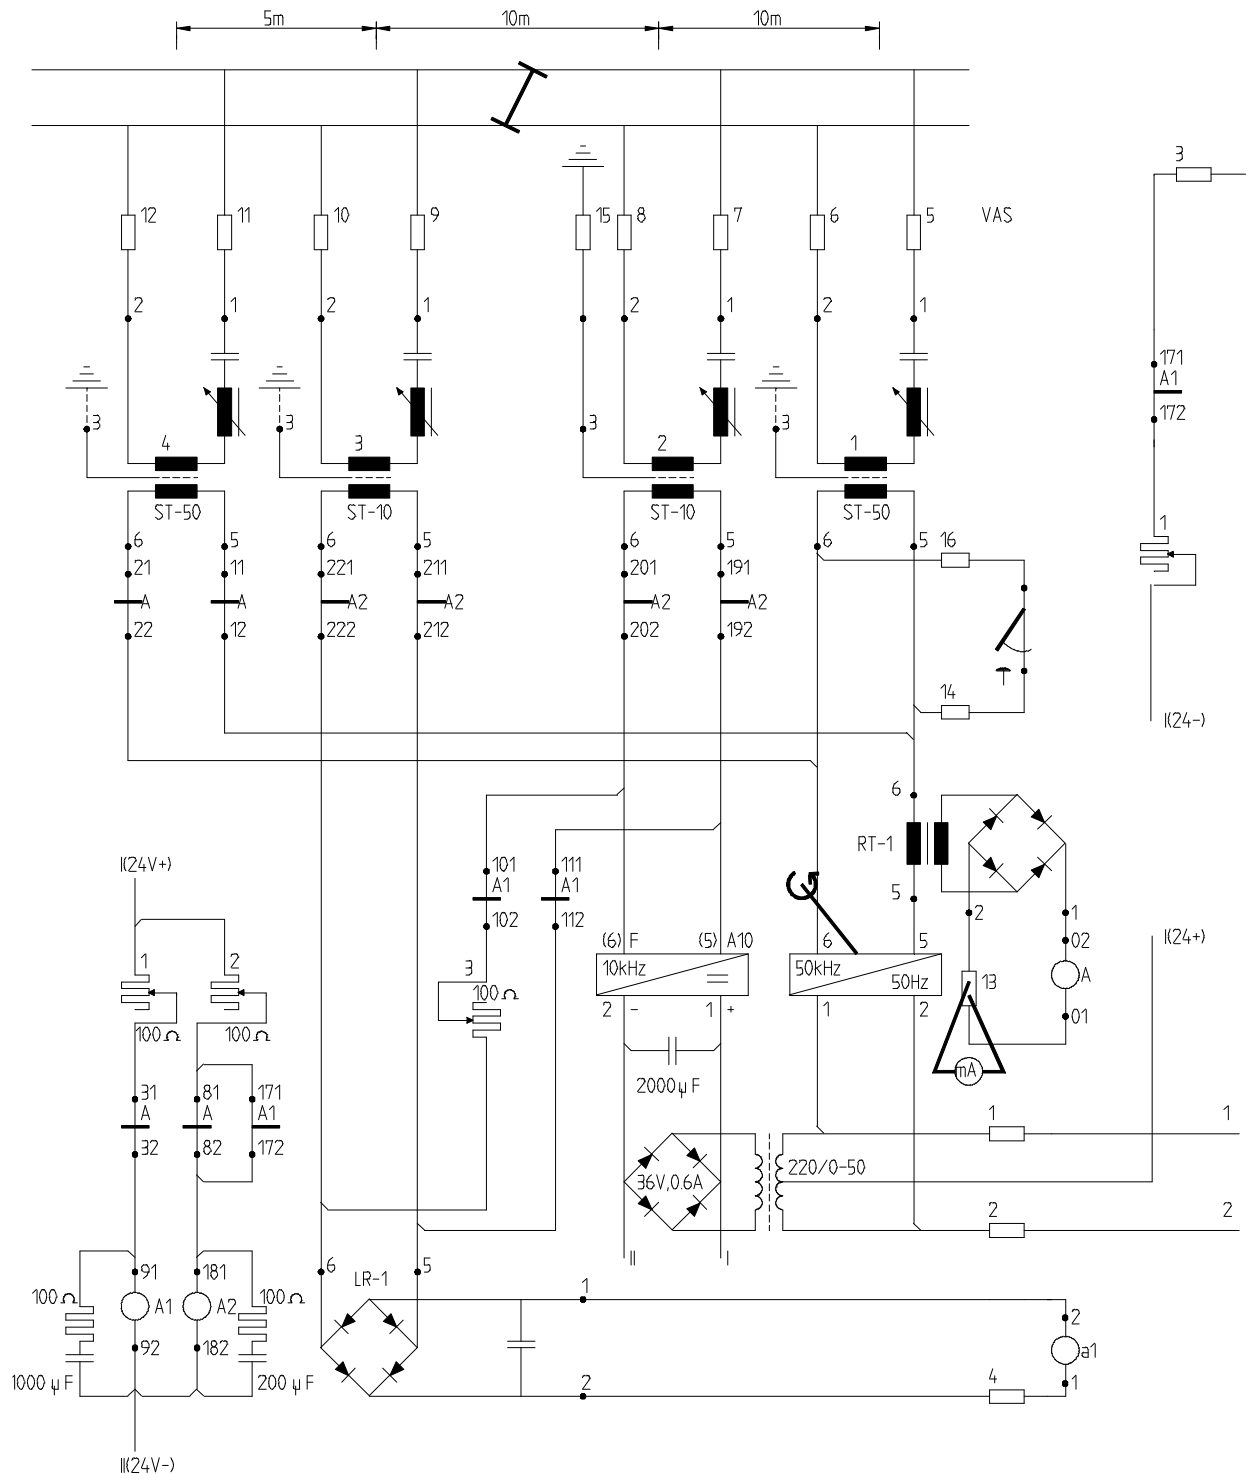 5m 10m 10m
3
12 11 10 9 15 8 7 6 5 VAS
2 1 2 1 2 1 2 1
171
A1
172
3 3 3 3
4 3 2 1
ST-50 ST-10 ST-10 ST-50
1
6 5 6 5 6 5 6 5 16
21 11 221 211 201 191
A A A2 A2 A2 A2
22 12 222 212 202 192
14
I(24-)
6
RT-1
5
I(24V+)
101 111
A1 A1
102 112
2 1
02
A
01
13
mA
(6) F (5) A10 6 5
I(24+)
10kHz 50kHz
50Hz
2 - 1 + 1 2
1 2
100Ω 100Ω
3
100Ω
2000μF
31 81 171
A A A1
32 82 172
1 1
36V,0.6A 220/0-50
2 2
II I
6 LR-1 5
91 181
100Ω A1 A2 100Ω
92 182
1000μF 200μF
1
2
a1
1
2
4
II(24V-)